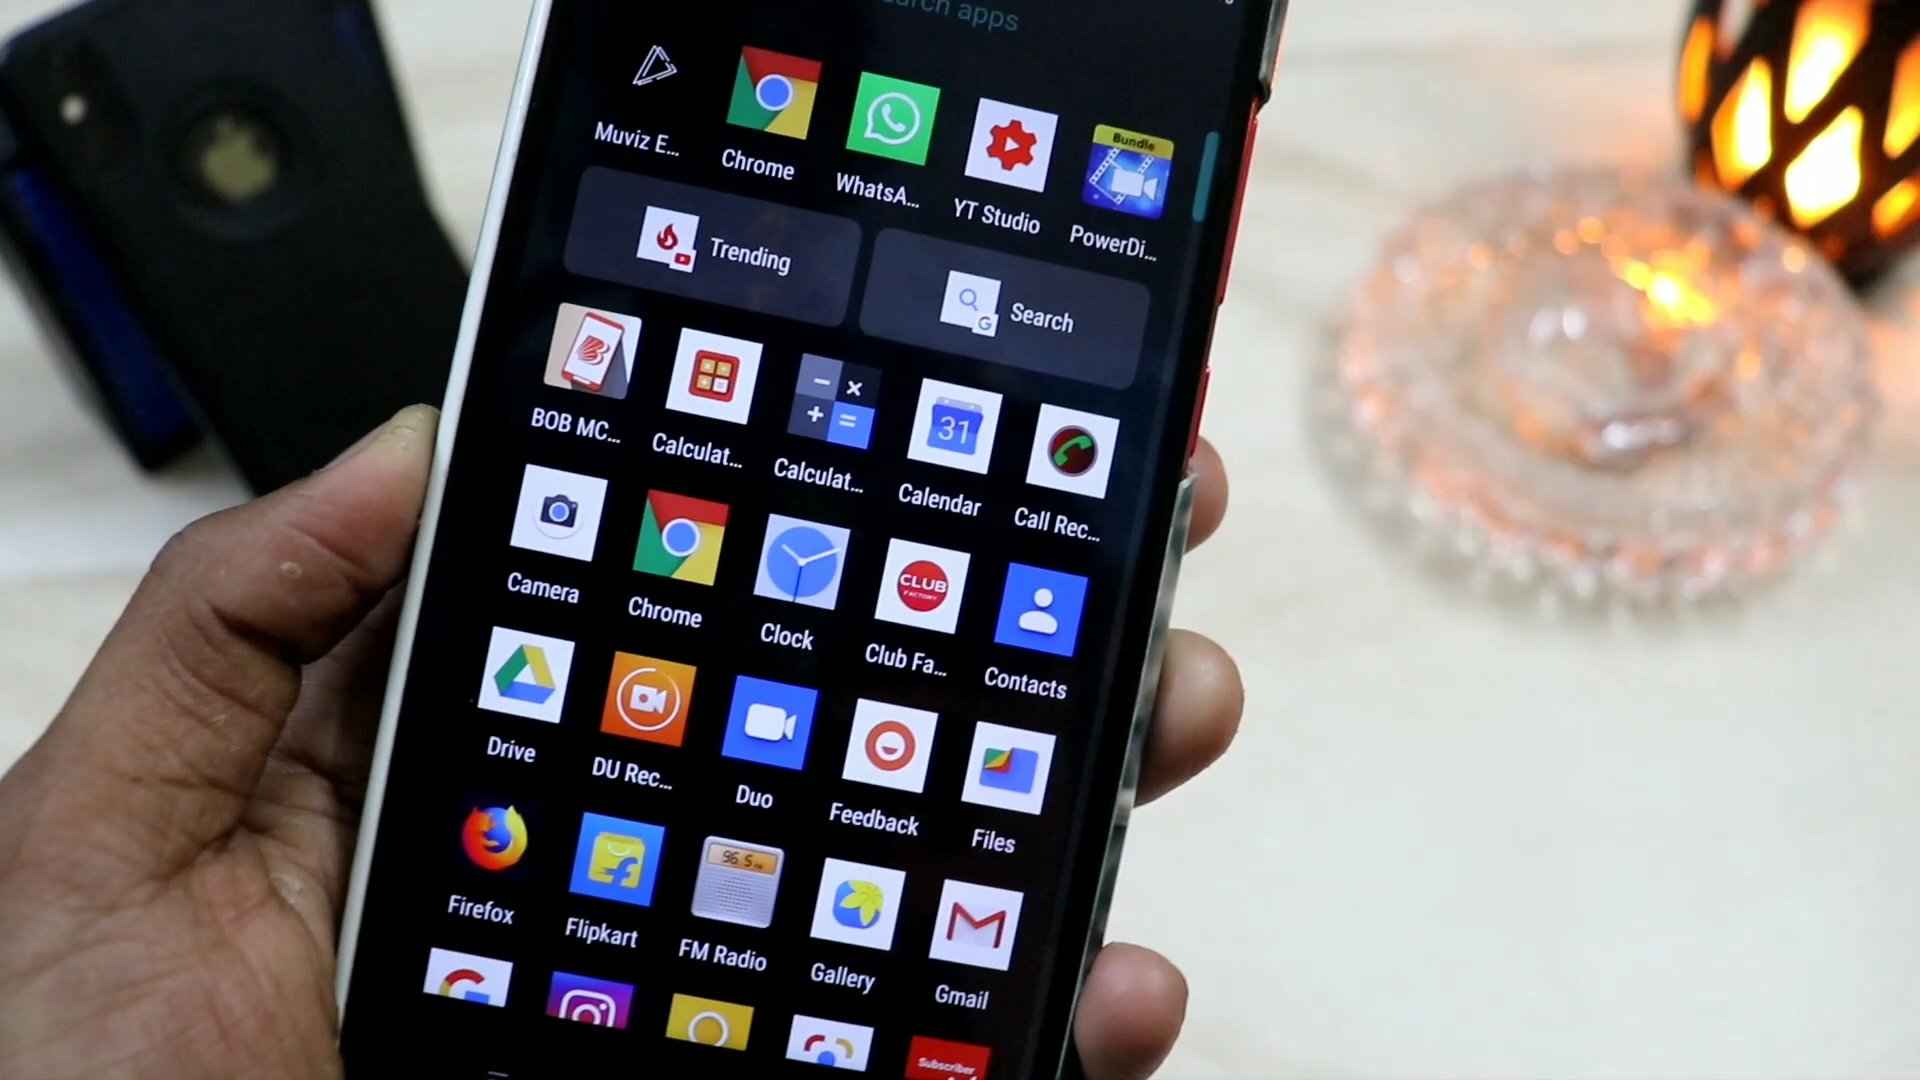 search apps
Bundle
Muviz E...
Chrome
WhatsA...
YT Studio
PowerDi...
Trending
Search
BOB MC...
Calculat...
Calculat...
31
Calendar
Call Rec...
Camera
Chrome
Clock
CLUB
FACTORY
Club Fa...
Contacts
Drive
DU Rec...
Duo
Feedback
Files
96 5
Firefox
Flipkart
FM Radio
Gallery
Gmail
Subscriber